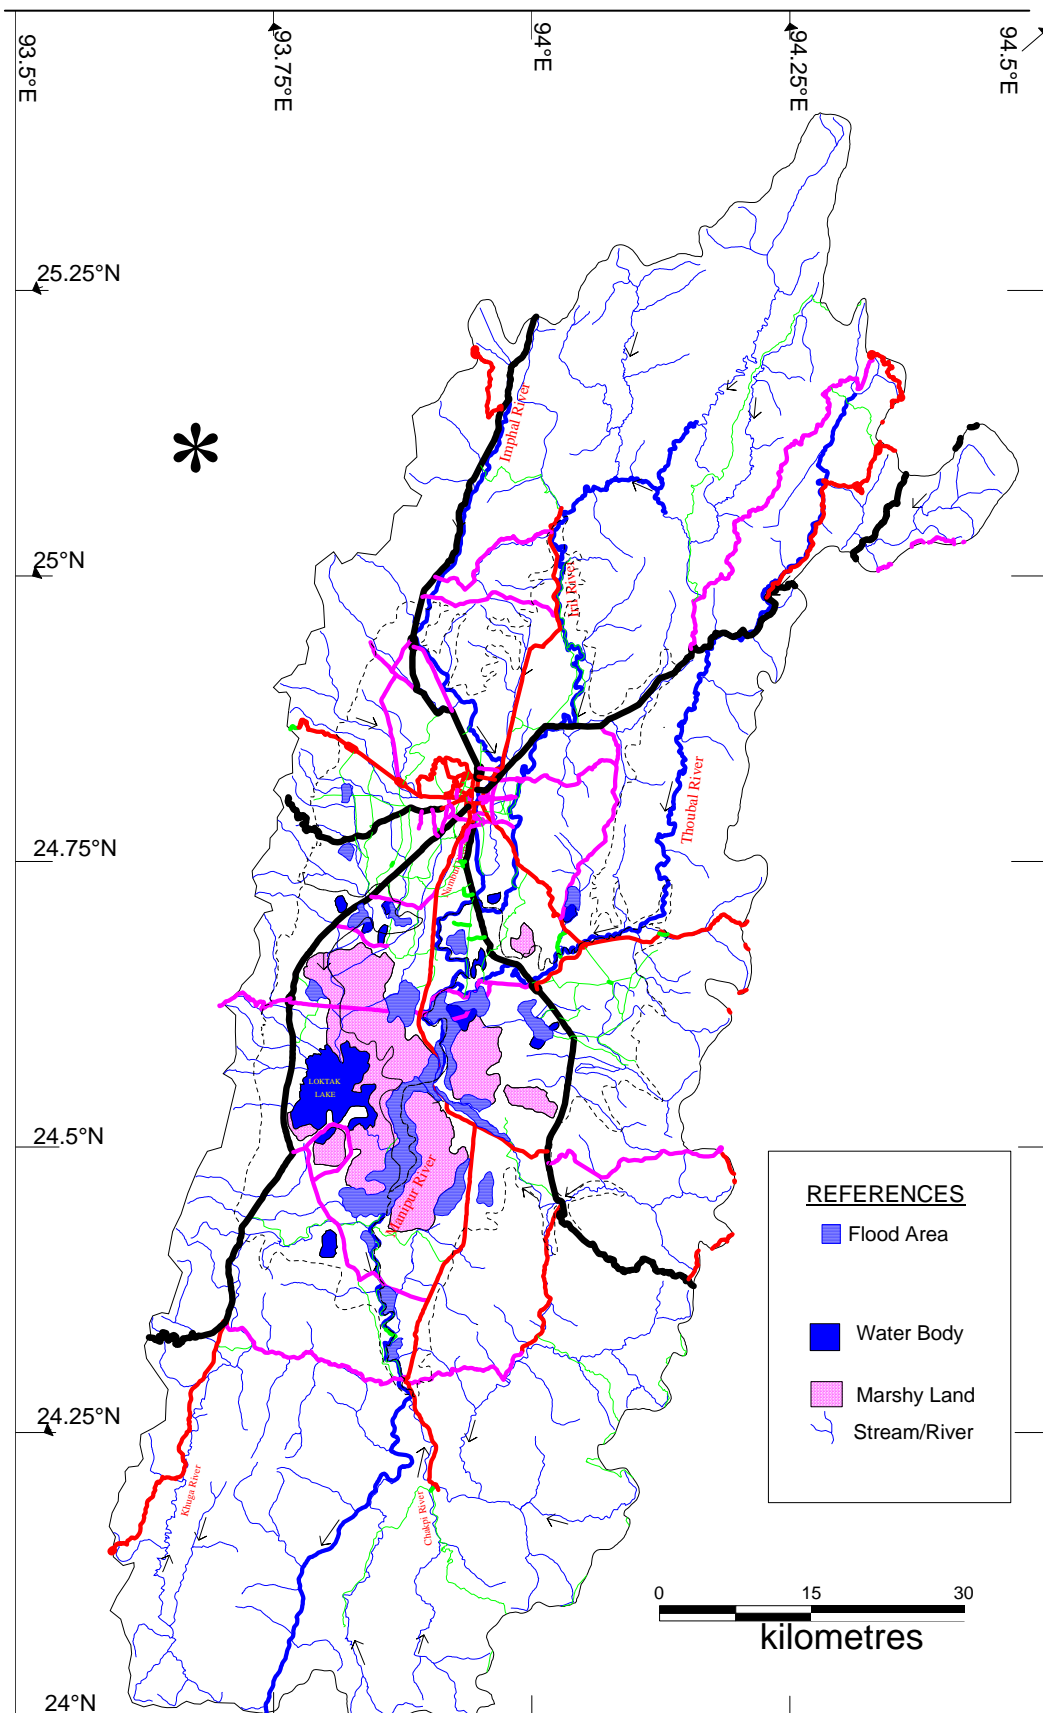 93.5°E
93.75°E
94°E
94.25°E
94.5°E
25.25°N
25°N
24.75°N
24.5°N
24.25°N
24°N
Imphal River
Iril River
Thoubal River
LOKTAK
LAKE
Manipur River
Khuga River
Chakpi River
REFERENCES
Flood Area
Water Body
Marshy Land
Stream/River
0 15 30
kilometres